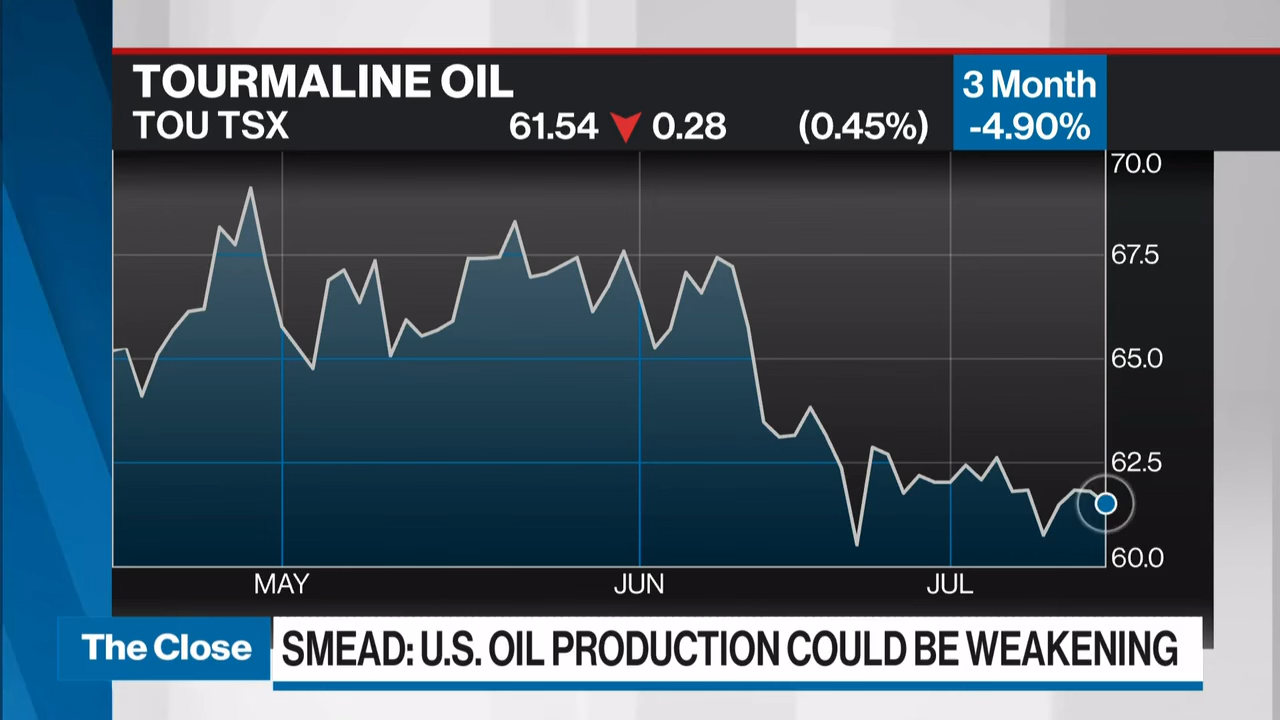 TOURMALINE OIL
TOU TSX 61.54 0.28 (0.45%)
3 Month
-4.90%
70.0
67.5
65.0
62.5
60.0
MAY JUN JUL
The Close
SMEAD: U.S. OIL PRODUCTION COULD BE WEAKENING